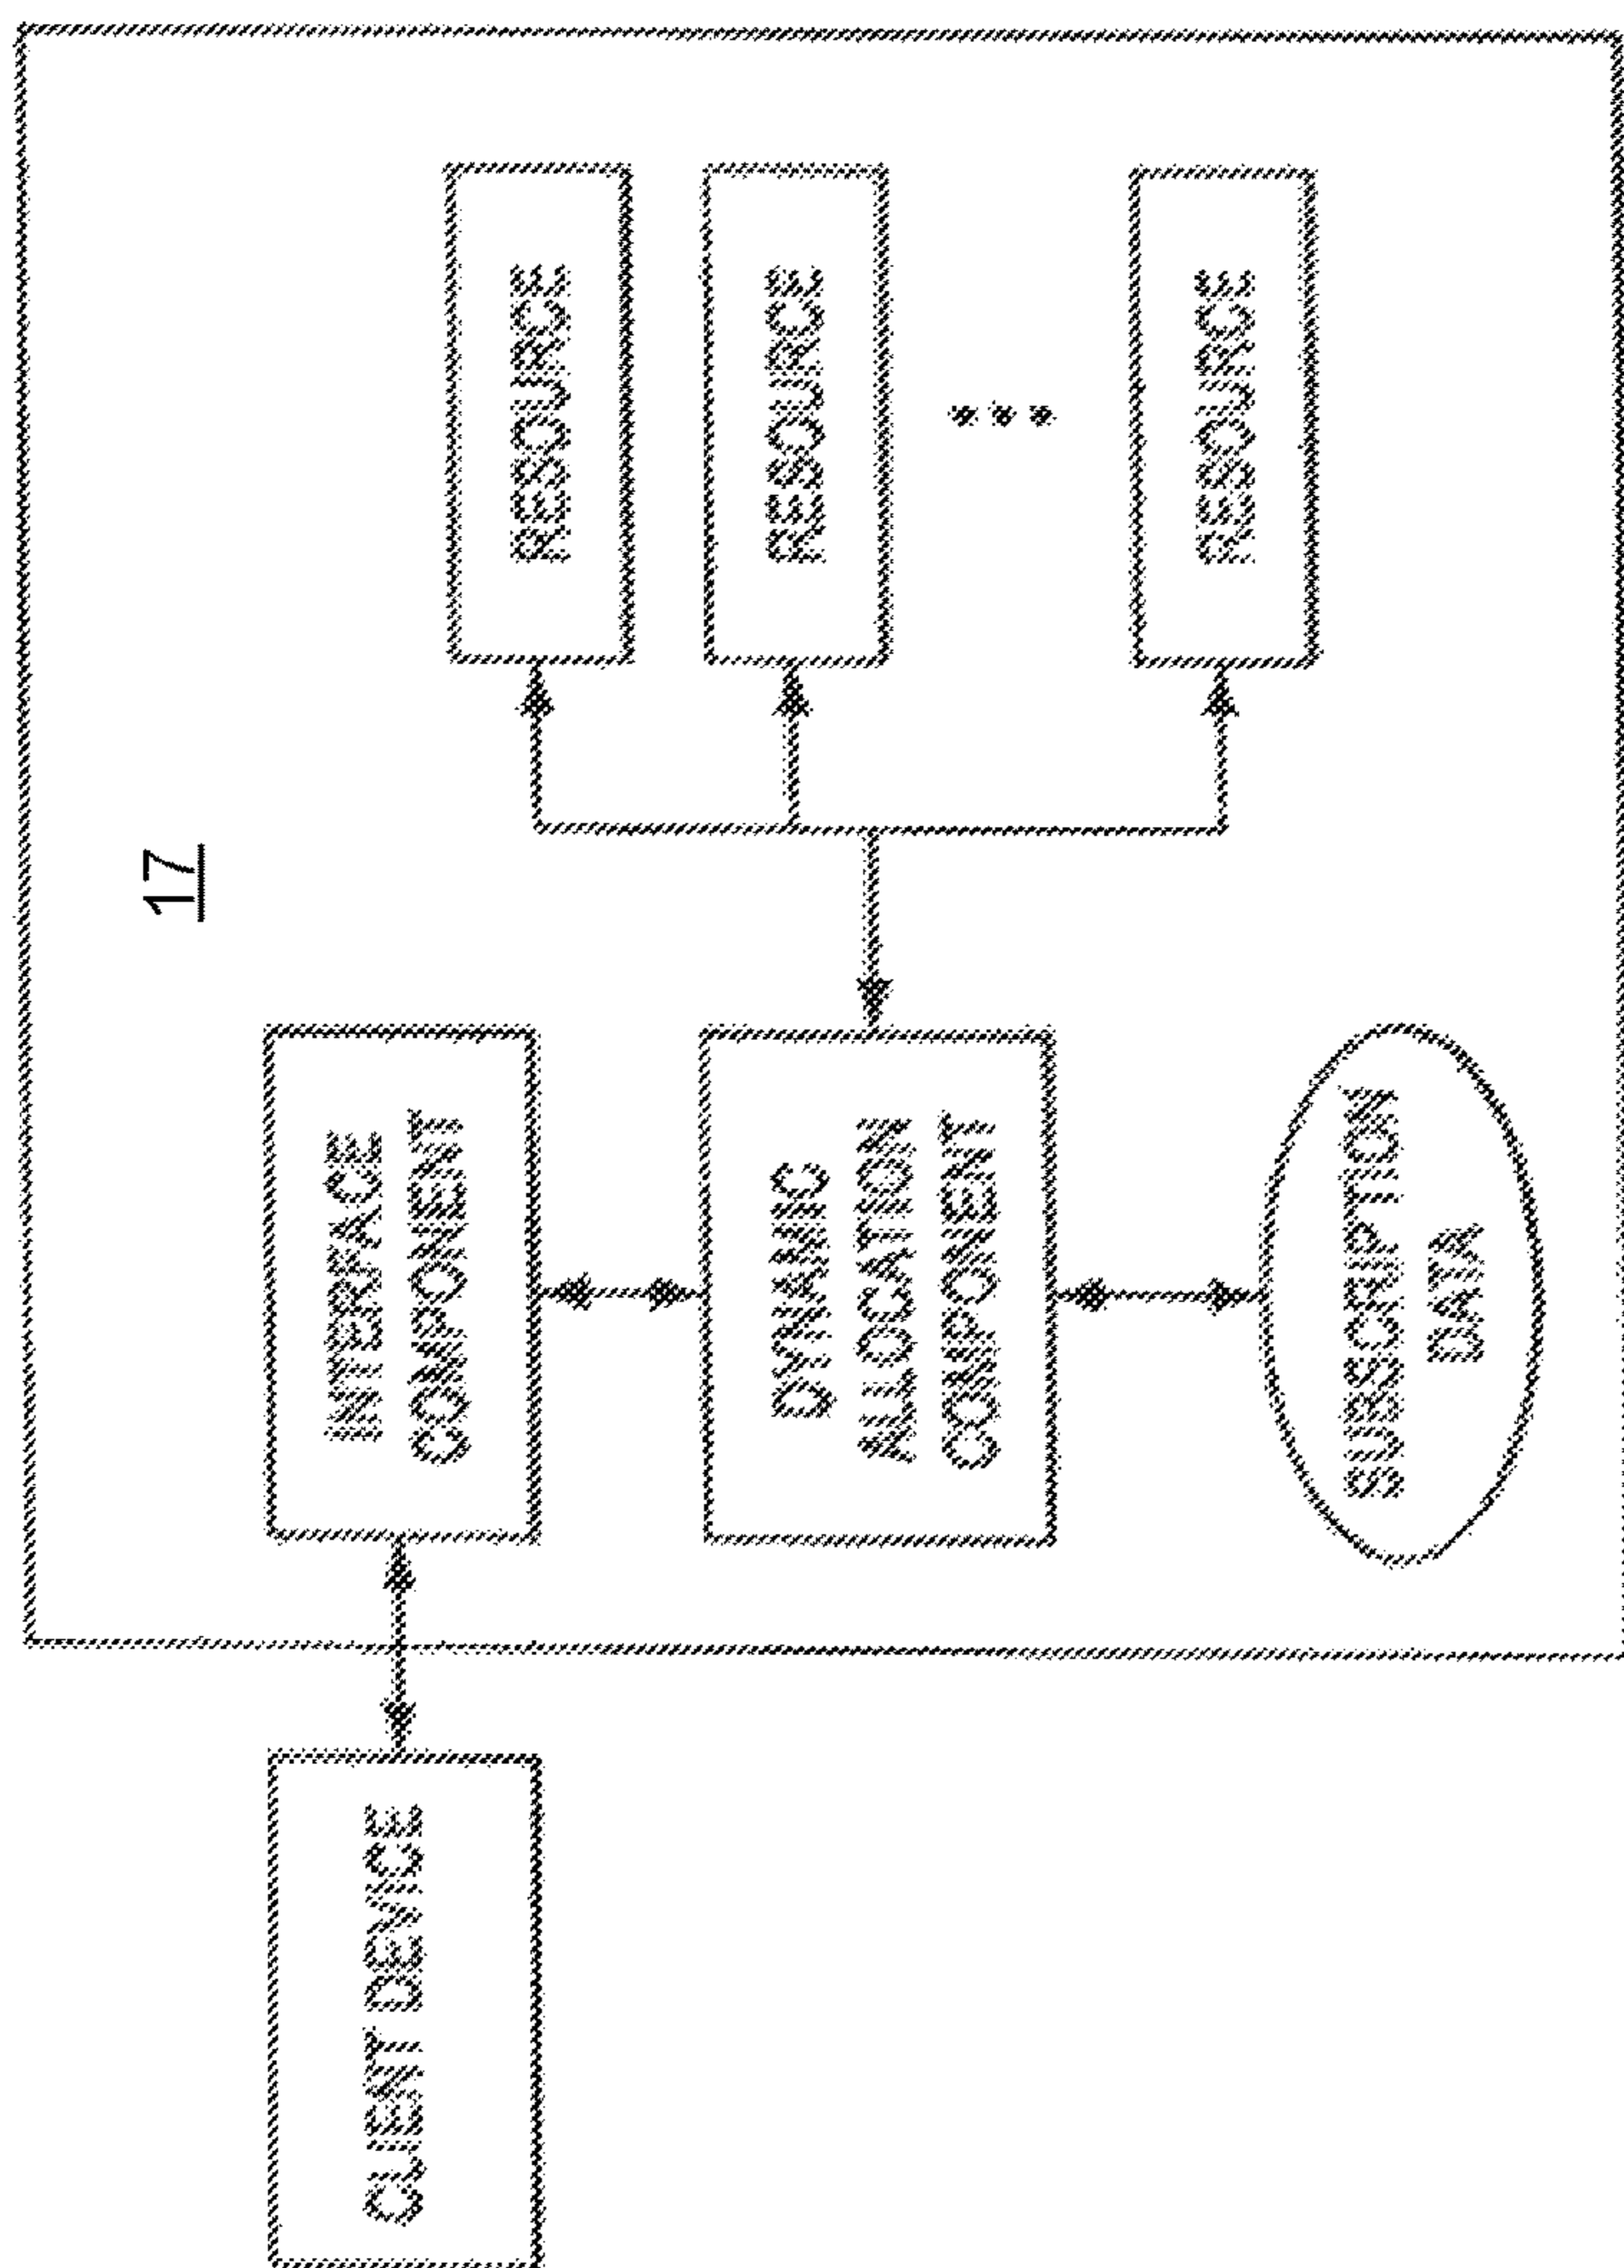 17
CLIENT DEVICE
INTERFACE
COMPONENT
DYNAMIC
ALLOCATION
COMPONENT
SUBSCRIPTION
DATA
RESOURCE
RESOURCE
RESOURCE